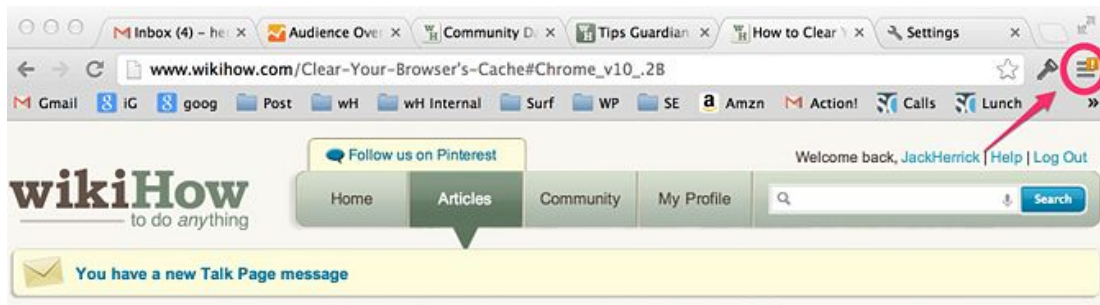 Inbox (4) – he
Audience Over
Community D
Tips Guardian
How to Clear Y
Settings
www.wikihow.com/Clear-Your-Browser's-Cache#Chrome_v10_.2B
Gmail 8 iG 8 goog Post wH wH Internal Surf WP SE a Amzn Action! Calls Lunch »
Follow us on Pinterest
Welcome back, JackHerrick | Help | Log Out
wikiHow
to do anything
Home Articles Community My Profile Search
You have a new Talk Page message